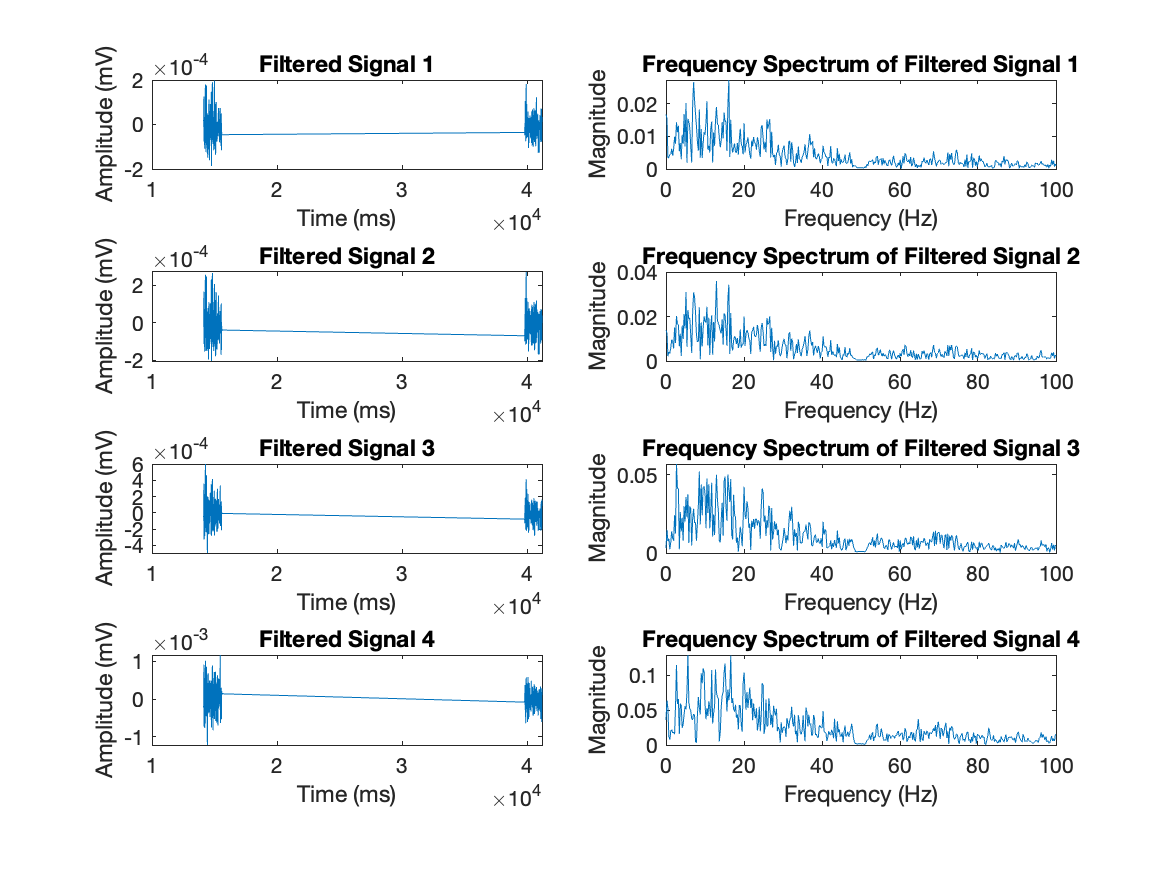 Filtered Signal 1
×10-4
Amplitude (mV)
2
0
-2
1 2 3 4
Time (ms)
×104
Frequency Spectrum of Filtered Signal 1
Magnitude
0.02
0.01
0
0 20 40 60 80 100
Frequency (Hz)
Filtered Signal 2
×10-4
Amplitude (mV)
2
0
-2
1 2 3 4
Time (ms)
×104
Frequency Spectrum of Filtered Signal 2
Magnitude
0.04
0.02
0
0 20 40 60 80 100
Frequency (Hz)
Filtered Signal 3
×10-4
Amplitude (mV)
6
4
2
0
-2
-4
1 2 3 4
Time (ms)
×104
Frequency Spectrum of Filtered Signal 3
Magnitude
0.05
0
0 20 40 60 80 100
Frequency (Hz)
Filtered Signal 4
×10-3
Amplitude (mV)
1
0
-1
1 2 3 4
Time (ms)
×104
Frequency Spectrum of Filtered Signal 4
Magnitude
0.1
0.05
0
0 20 40 60 80 100
Frequency (Hz)